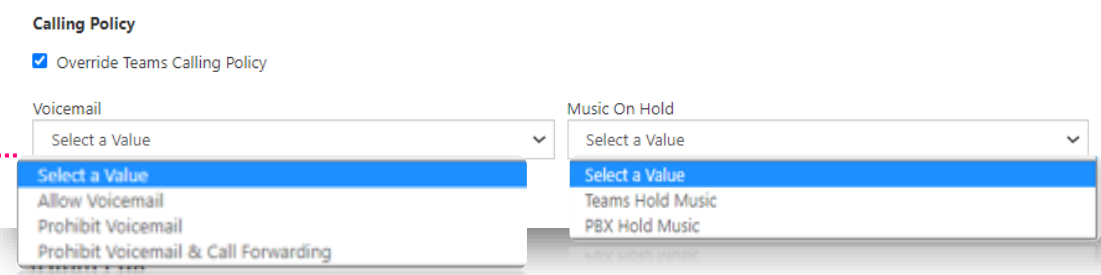 Calling Policy
Override Teams Calling Policy
Voicemail
Select a Value
Select a Value
Allow Voicemail
Prohibit Voicemail
Prohibit Voicemail & Call Forwarding
Music On Hold
Select a Value
Select a Value
Teams Hold Music
PBX Hold Music